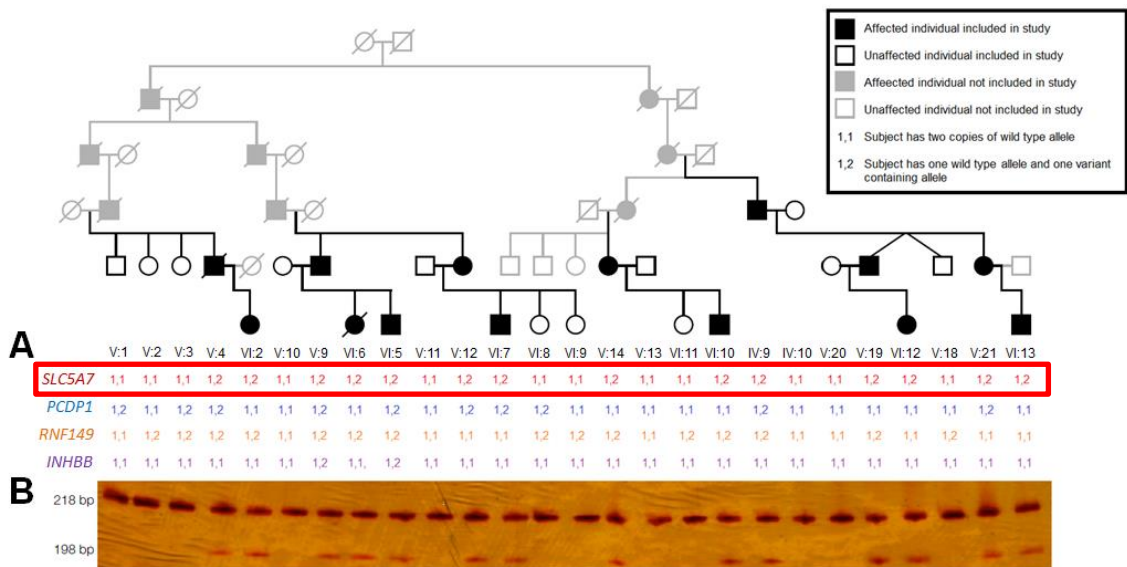 Affected individual included in study
Unaffected individual included in study
Affeected individual not included in study
Unaffected individual not included in study
1,1 Subject has two copies of wild type allele
1,2 Subject has one wild type allele and one variant
containing allele
A
V:1 V:2 V:3 V:4 VI:2 V:10 V:9 VI:6 VI:5 V:11 V:12 VI:7 VI:8 VI:9 V:14 V:13 VI:11 VI:10 IV:9 IV:10 V:20 V:19 VI:12 V:18 V:21 VI:13
SLC5A7 1,1 1,1 1,1 1,2 1,2 1,1 1,2 1,2 1,2 1,1 1,2 1,2 1,1 1,1 1,2 1,1 1,1 1,2 1,2 1,1 1,1 1,2 1,2 1,1 1,2 1,2
PCDP1 1,2 1,1 1,2 1,2 1,1 1,1 1,2 1,1 1,2 1,1 1,2 1,1 1,2 1,1 1,1 1,1 1,1 1,1 1,2 1,1 1,1 1,1 1,1 1,1 1,2 1,1
RNF149 1,1 1,2 1,2 1,2 1,2 1,1 1,2 1,2 1,2 1,1 1,1 1,1 1,2 1,2 1,2 1,1 1,2 1,2 1,1 1,2 1,1 1,2 1,1 1,2 1,1 1,1
INHBB 1,1 1,1 1,1 1,1 1,1 1,1 1,2 1,1, 1,2 1,1 1,1 1,1 1,1 1,1 1,1 1,1 1,1 1,1 1,1 1,1 1,1 1,1 1,1 1,1 1,1 1,1
B
218 bp
198 bp